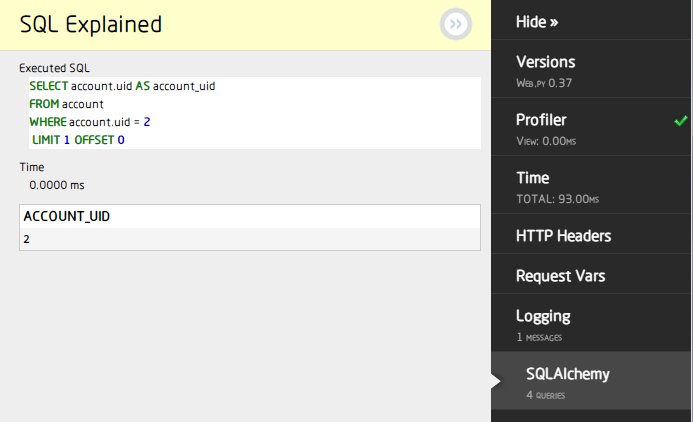 SQL Explained
Executed SQL
SELECT account.uid AS account_uid
FROM account
WHERE account.uid = 2
LIMIT 1 OFFSET 0
Time
0.0000 ms
ACCOUNT_UID
2
Hide »
Versions
Web.py 0.37
Profiler
View: 0.00ms
Time
TOTAL: 93.00ms
HTTP Headers
Request Vars
Logging
1 messages
SQLAlchemy
4 queries